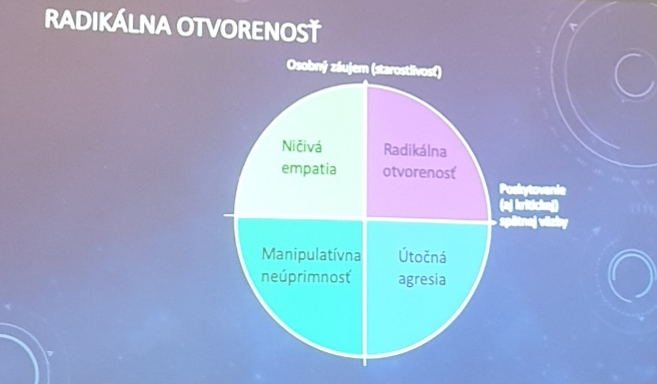 RADIKÁLNA OTVORENOSŤ
Osobný záujem (starostlivosť)
Ničivá
empatia
Radikálna
otvorenosť
Poskytovanie
(aj kritickej)
spätnej väzby
Manipulatívna
neúprimnosť
Útočná
agresia